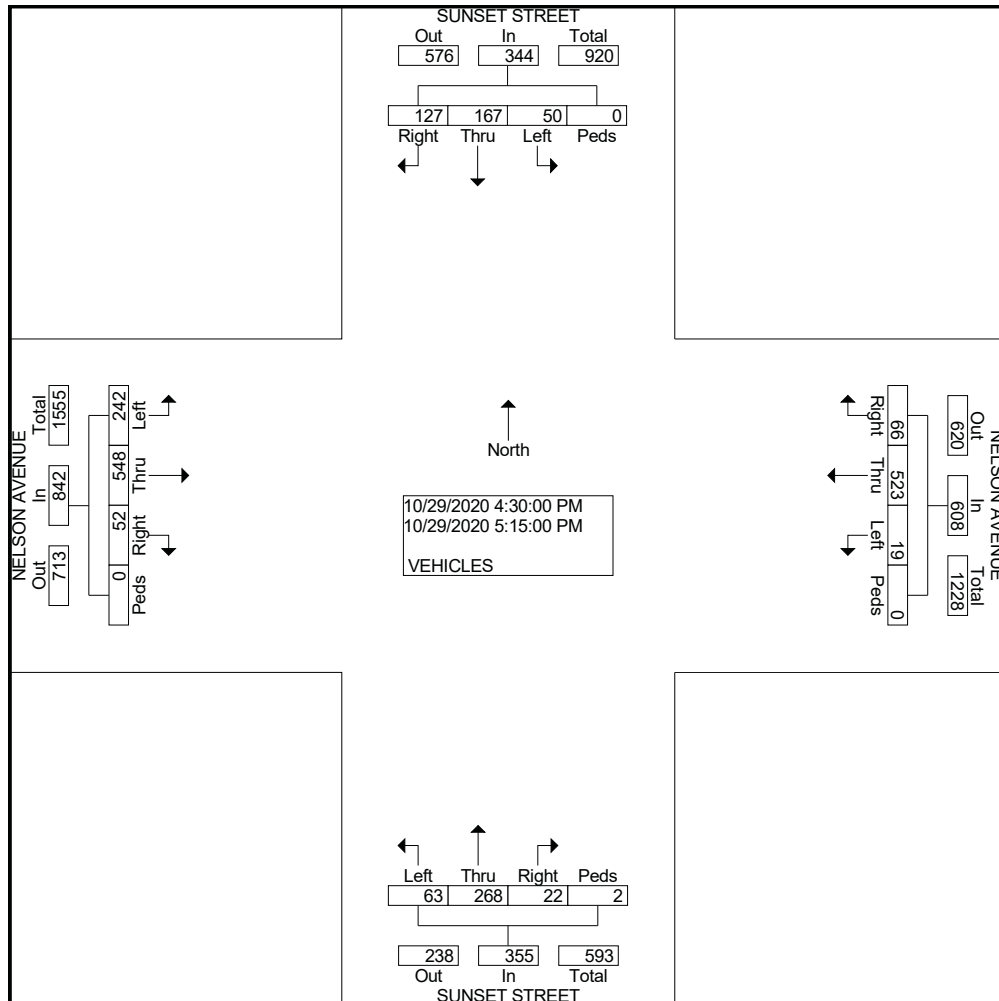 SUNSET STREET
Out In Total
576 344 920
127 167 50 0
Right Thru Left Peds
NELSON AVENUE
Total In Out
1555 842 713
242 548 52 0
Left Thru Right Peds
North
10/29/2020 4:30:00 PM
10/29/2020 5:15:00 PM
VEHICLES
NELSON AVENUE
Out In Total
620 608 1228
66 523 19 0
Right Thru Left Peds
Left Thru Right Peds
63 268 22 2
238 355 593
Out In Total
SUNSET STREET